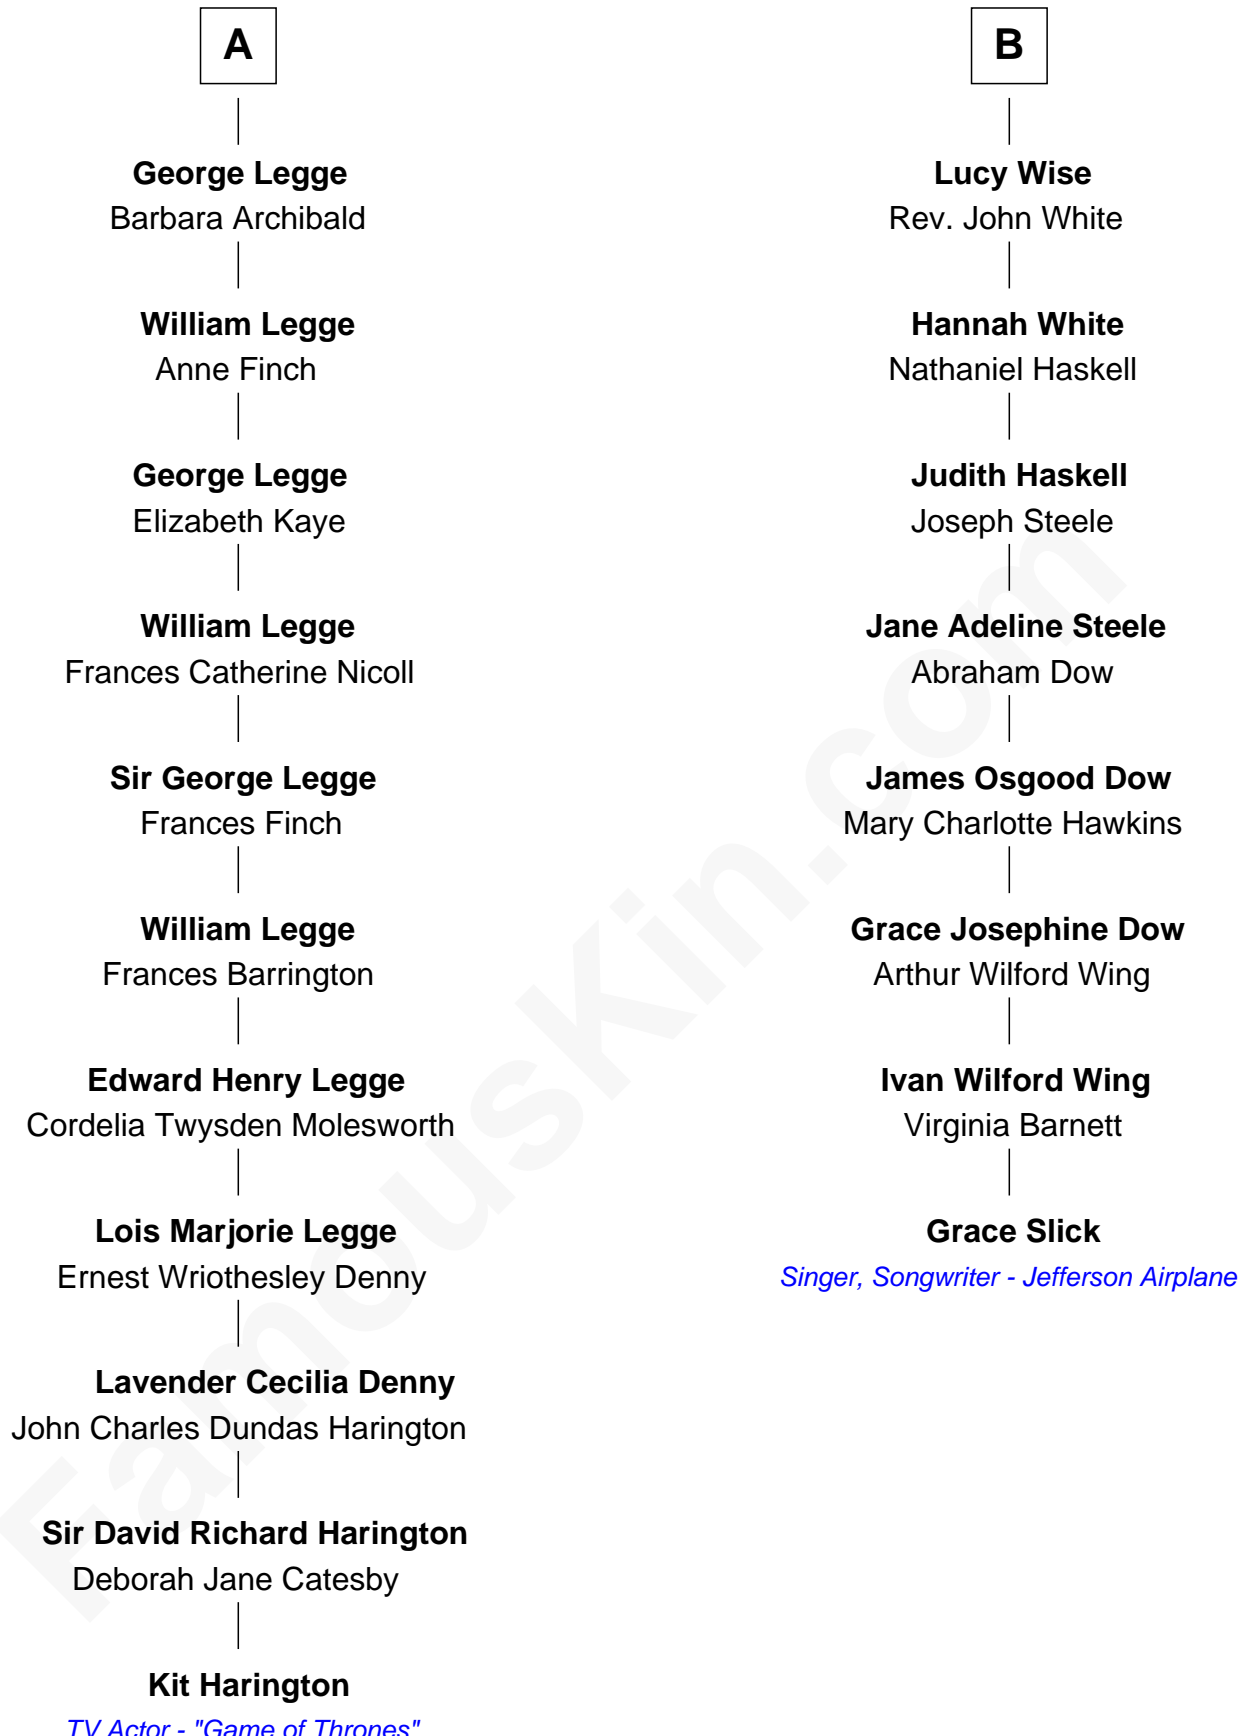 A
George Legge
Barbara Archibald
William Legge
Anne Finch
George Legge
Elizabeth Kaye
William Legge
Frances Catherine Nicoll
Sir George Legge
Frances Finch
William Legge
Frances Barrington
Edward Henry Legge
Cordelia Twysden Molesworth
Lois Marjorie Legge
Ernest Wriothesley Denny
Lavender Cecilia Denny
John Charles Dundas Harington
Sir David Richard Harington
Deborah Jane Catesby
Kit Harington
TV Actor - "Game of Thrones"
B
Lucy Wise
Rev. John White
Hannah White
Nathaniel Haskell
Judith Haskell
Joseph Steele
Jane Adeline Steele
Abraham Dow
James Osgood Dow
Mary Charlotte Hawkins
Grace Josephine Dow
Arthur Wilford Wing
Ivan Wilford Wing
Virginia Barnett
Grace Slick
Singer, Songwriter - Jefferson Airplane
FamousKin.com